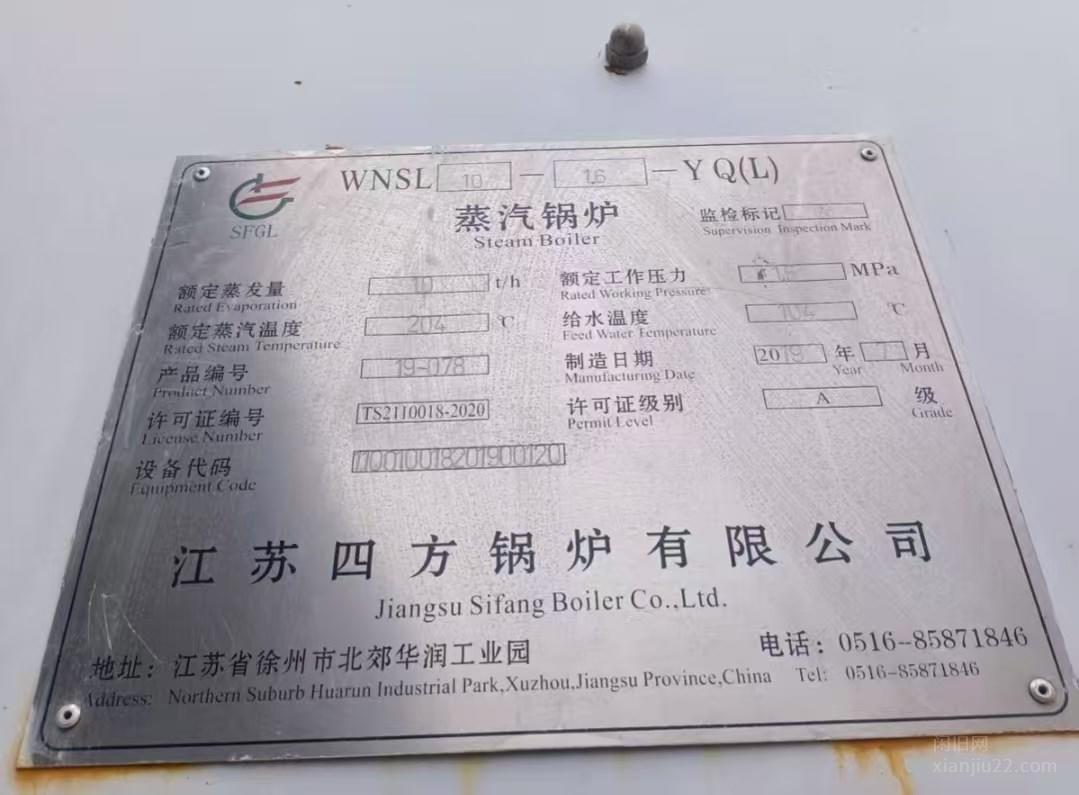 WNSL 10 - 1.6 - Y Q(L)
SFGL
蒸汽锅炉
Steam Boiler
监检标记
Supervision Inspection Mark
额定蒸发量 10 t/h
Rated Evaporation
额定工作压力 MPa
Rated Working Pressure
额定蒸汽温度 204 ℃
Rated Steam Temperature
给水温度 104 ℃
Feed Water Temperature
产品编号 19-078
Product Number
制造日期 2019 年 月
Manufacturing Date Year Month
许可证编号 TS2110018-2020
License Number
许可证级别 A 级
Permit Level Grade
设备代码
Equipment Code
江苏四方锅炉有限公司
Jiangsu Sifang Boiler Co.,Ltd.
地址：江苏省徐州市北郊华润工业园
电话：0516-85871846
Address: Northern Suburb Huarun Industrial Park,Xuzhou,Jiangsu Province,China
Tel: 0516-85871846
闲旧网
xianjiu22.com